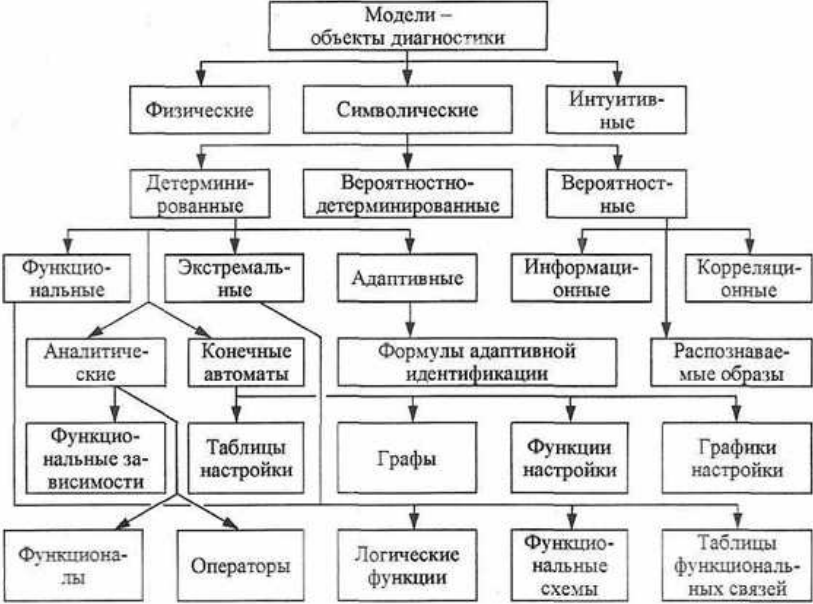 Модели –
объекты диагностики
Физические
Символические
Интуитив-
ные
Детермини-
рованные
Вероятностно-
детерминированные
Вероятност-
ные
Функцио-
нальные
Экстремаль-
ные
Адаптивные
Информаци-
онные
Корреляци-
онные
Аналитиче-
ские
Конечные
автоматы
Формулы адаптивной
идентификации
Распознавае-
мые образы
Функцио-
нальные за-
висимости
Таблицы
настройки
Графы
Функции
настройки
Графики
настройки
Функциона-
лы
Операторы
Логические
функции
Функцио-
нальные
схемы
Таблицы
функциональ-
ных связей